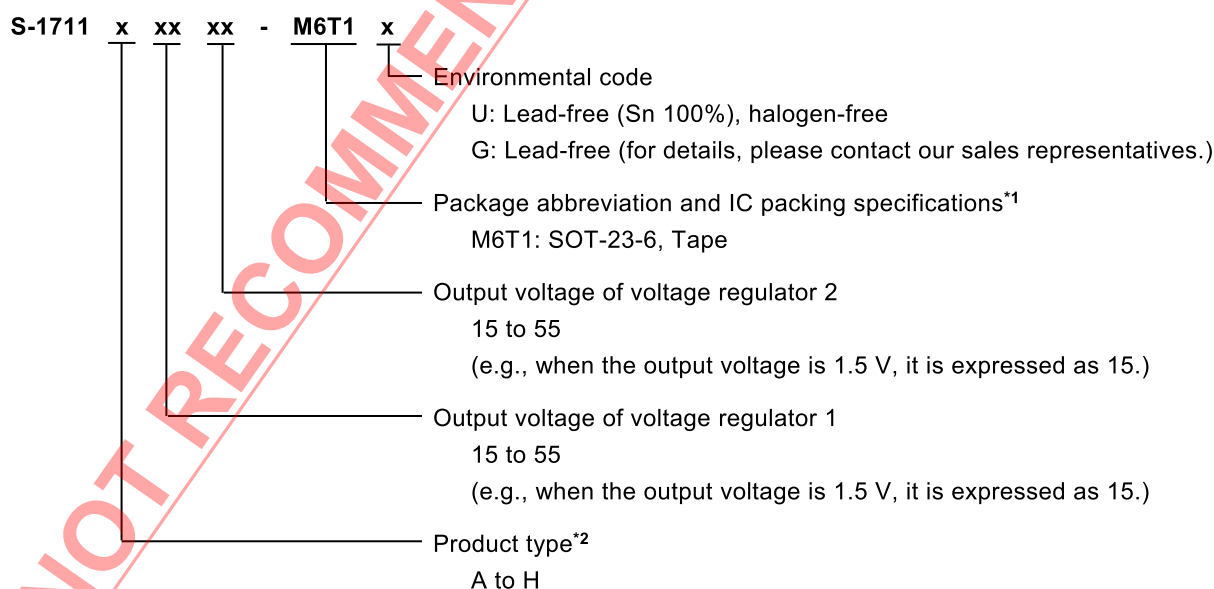 S-1711 x xx xx - M6T1 x
Environmental code
U: Lead-free (Sn 100%), halogen-free
G: Lead-free (for details, please contact our sales representatives.)
Package abbreviation and IC packing specifications*1
M6T1: SOT-23-6, Tape
Output voltage of voltage regulator 2
15 to 55
(e.g., when the output voltage is 1.5 V, it is expressed as 15.)
Output voltage of voltage regulator 1
15 to 55
(e.g., when the output voltage is 1.5 V, it is expressed as 15.)
Product type*2
A to H
NOT RECOMMEN